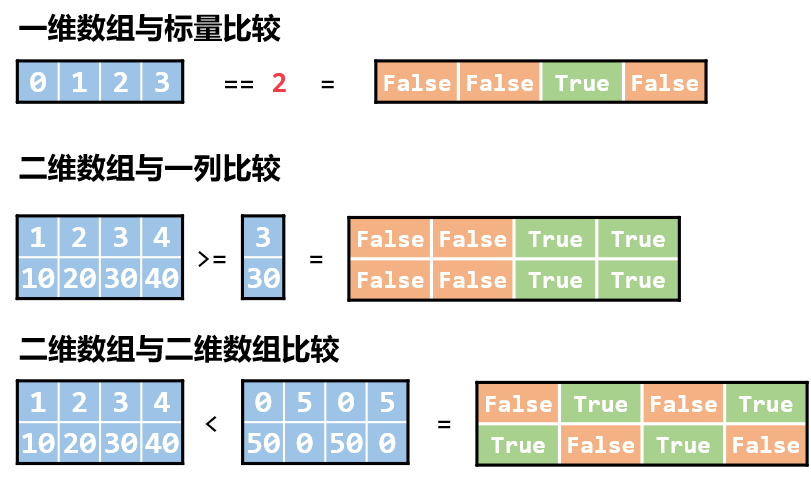 一维数组与标量比较
0 1 2 3 == 2 = False False True False
二维数组与一列比较
1 2 3 4 3 False False True True
>= =
10 20 30 40 30 False False True True
二维数组与二维数组比较
1 2 3 4 0 5 0 5 False True False True
< =
10 20 30 40 50 0 50 0 True False True False